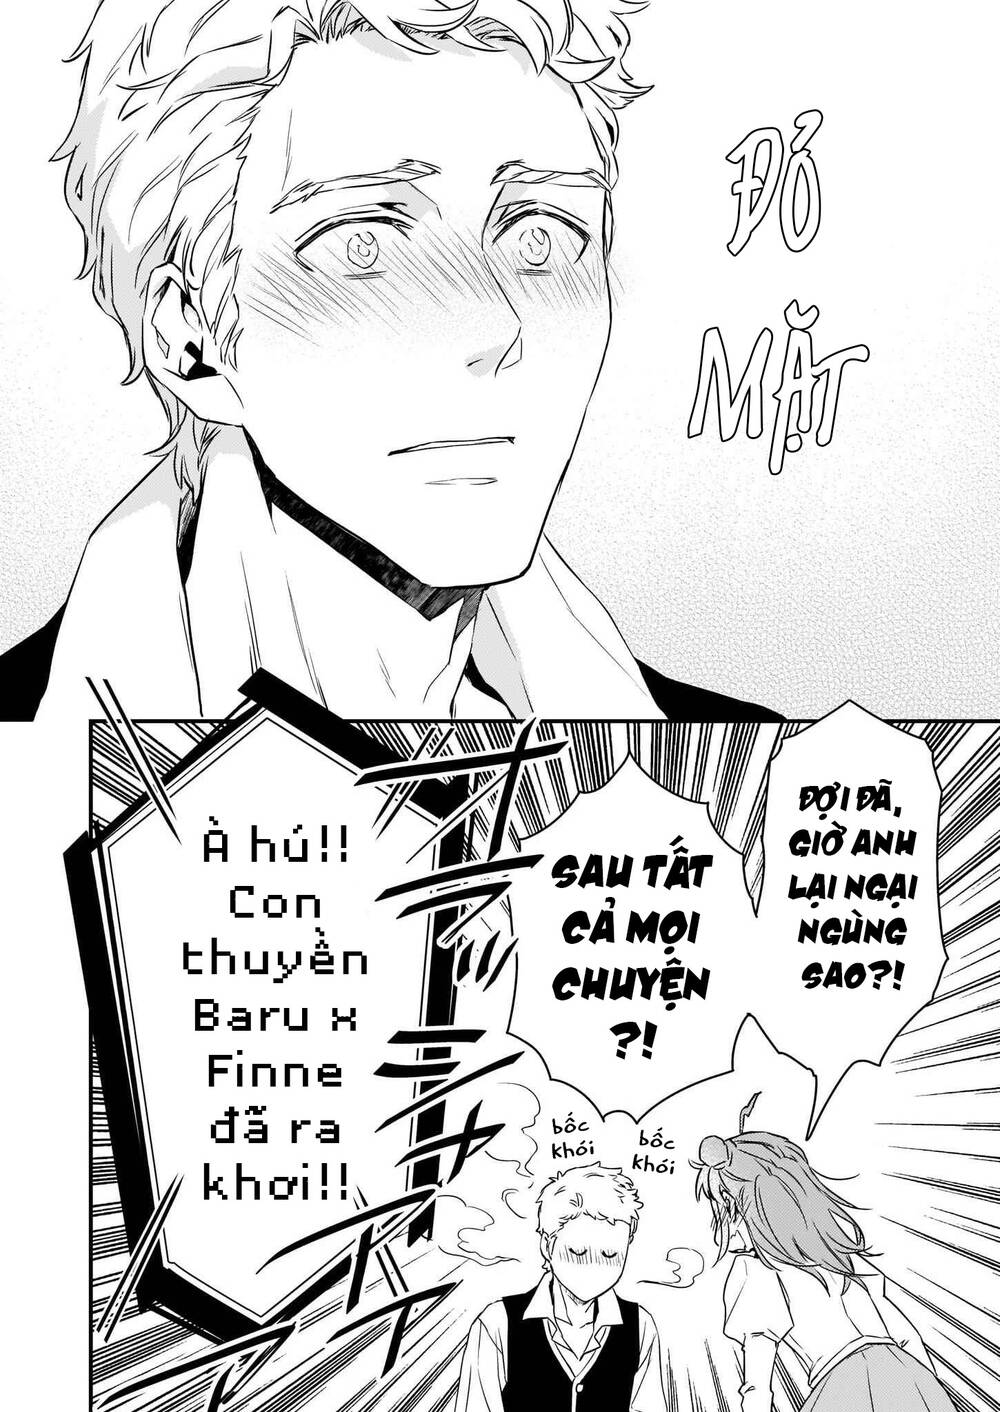 ĐỎ
MẶT
ĐỢI ĐÃ,
GIỜ ANH
LẠI NGẠI
NGÙNG
SAO?!
SAU TẤT
CẢ MỌI
CHUYỆN
?!
À hú!!
Con
thuyền
Baru x
Finne
đã ra
khơi!!
bốc
khói
bốc
khói